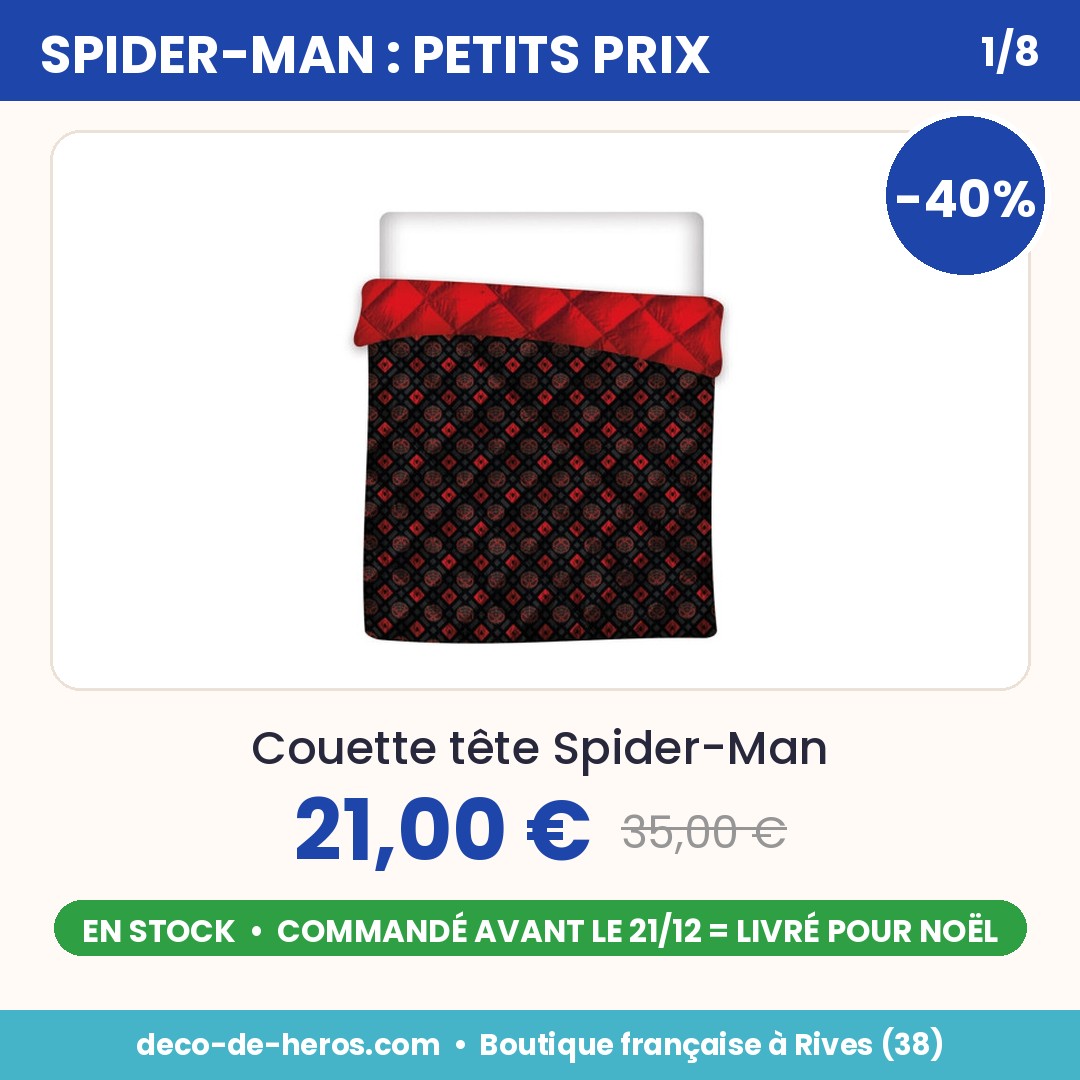 SPIDER-MAN : PETITS PRIX
1/8
-40%
Couette tête Spider-Man
21,00 € 35,00 €
EN STOCK • COMMANDÉ AVANT LE 21/12 = LIVRÉ POUR NOËL
deco-de-heros.com • Boutique française à Rives (38)